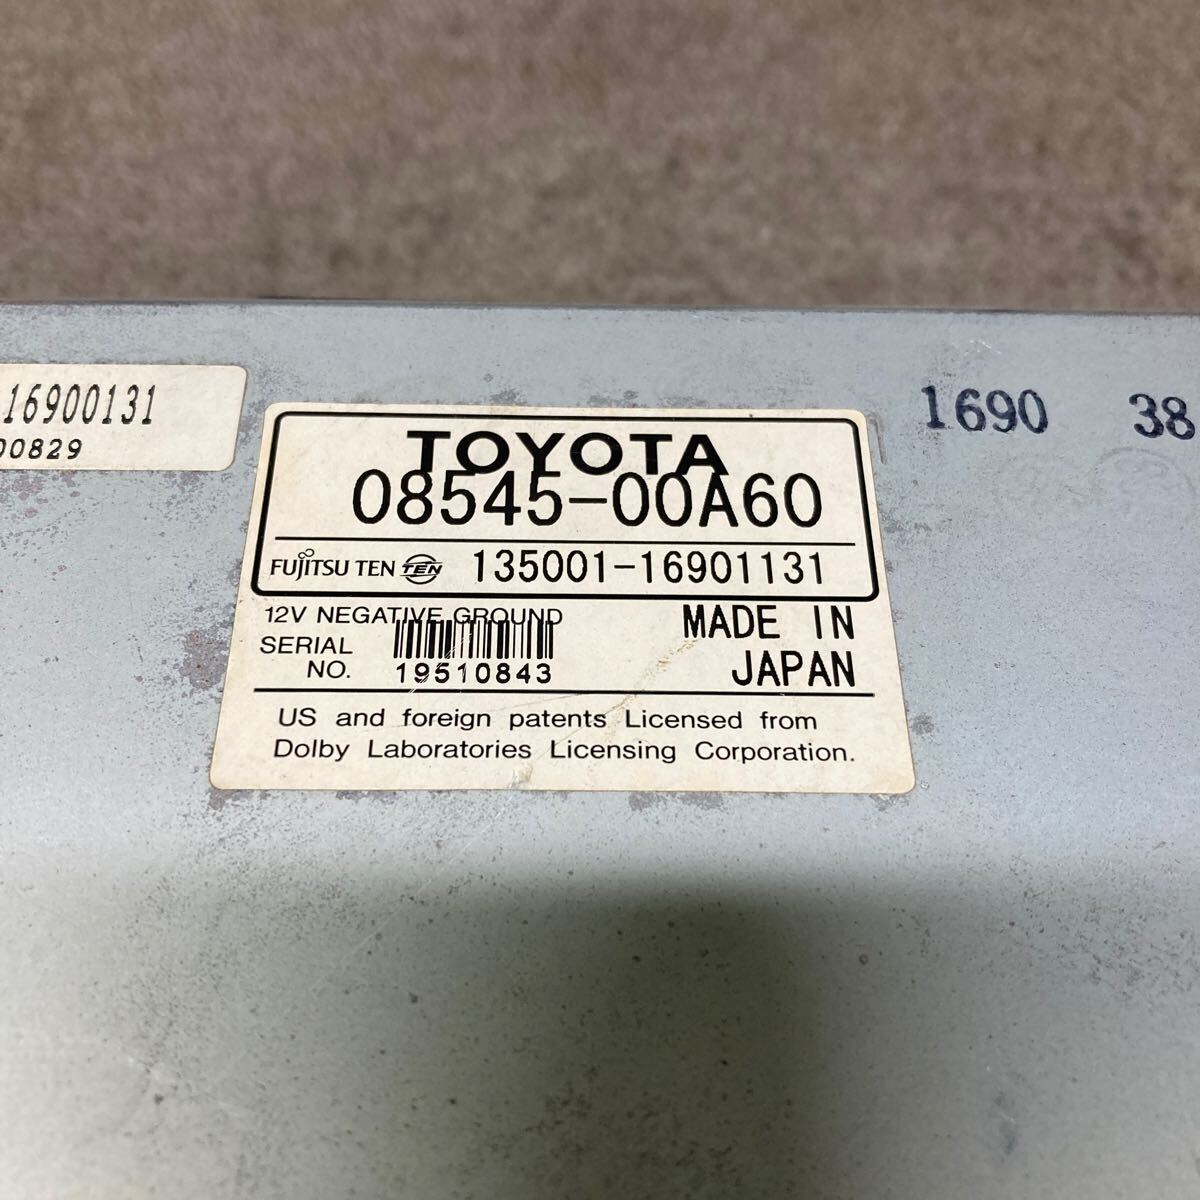 16900131
00829
1690 38
TOYOTA
08545-00A60
FUJITSU TEN TEN 135001-16901131
12V NEGATIVE GROUND
SERIAL NO. 19510843
MADE IN
JAPAN
US and foreign patents Licensed from
Dolby Laboratories Licensing Corporation.